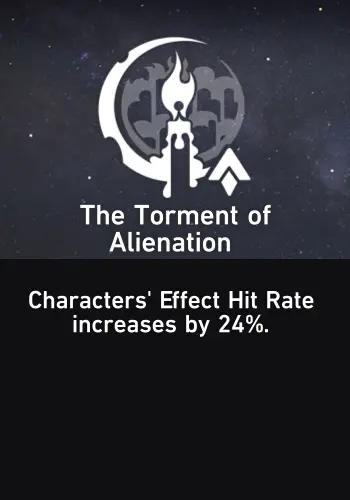 The Torment of
Alienation
Characters' Effect Hit Rate
increases by 24%.